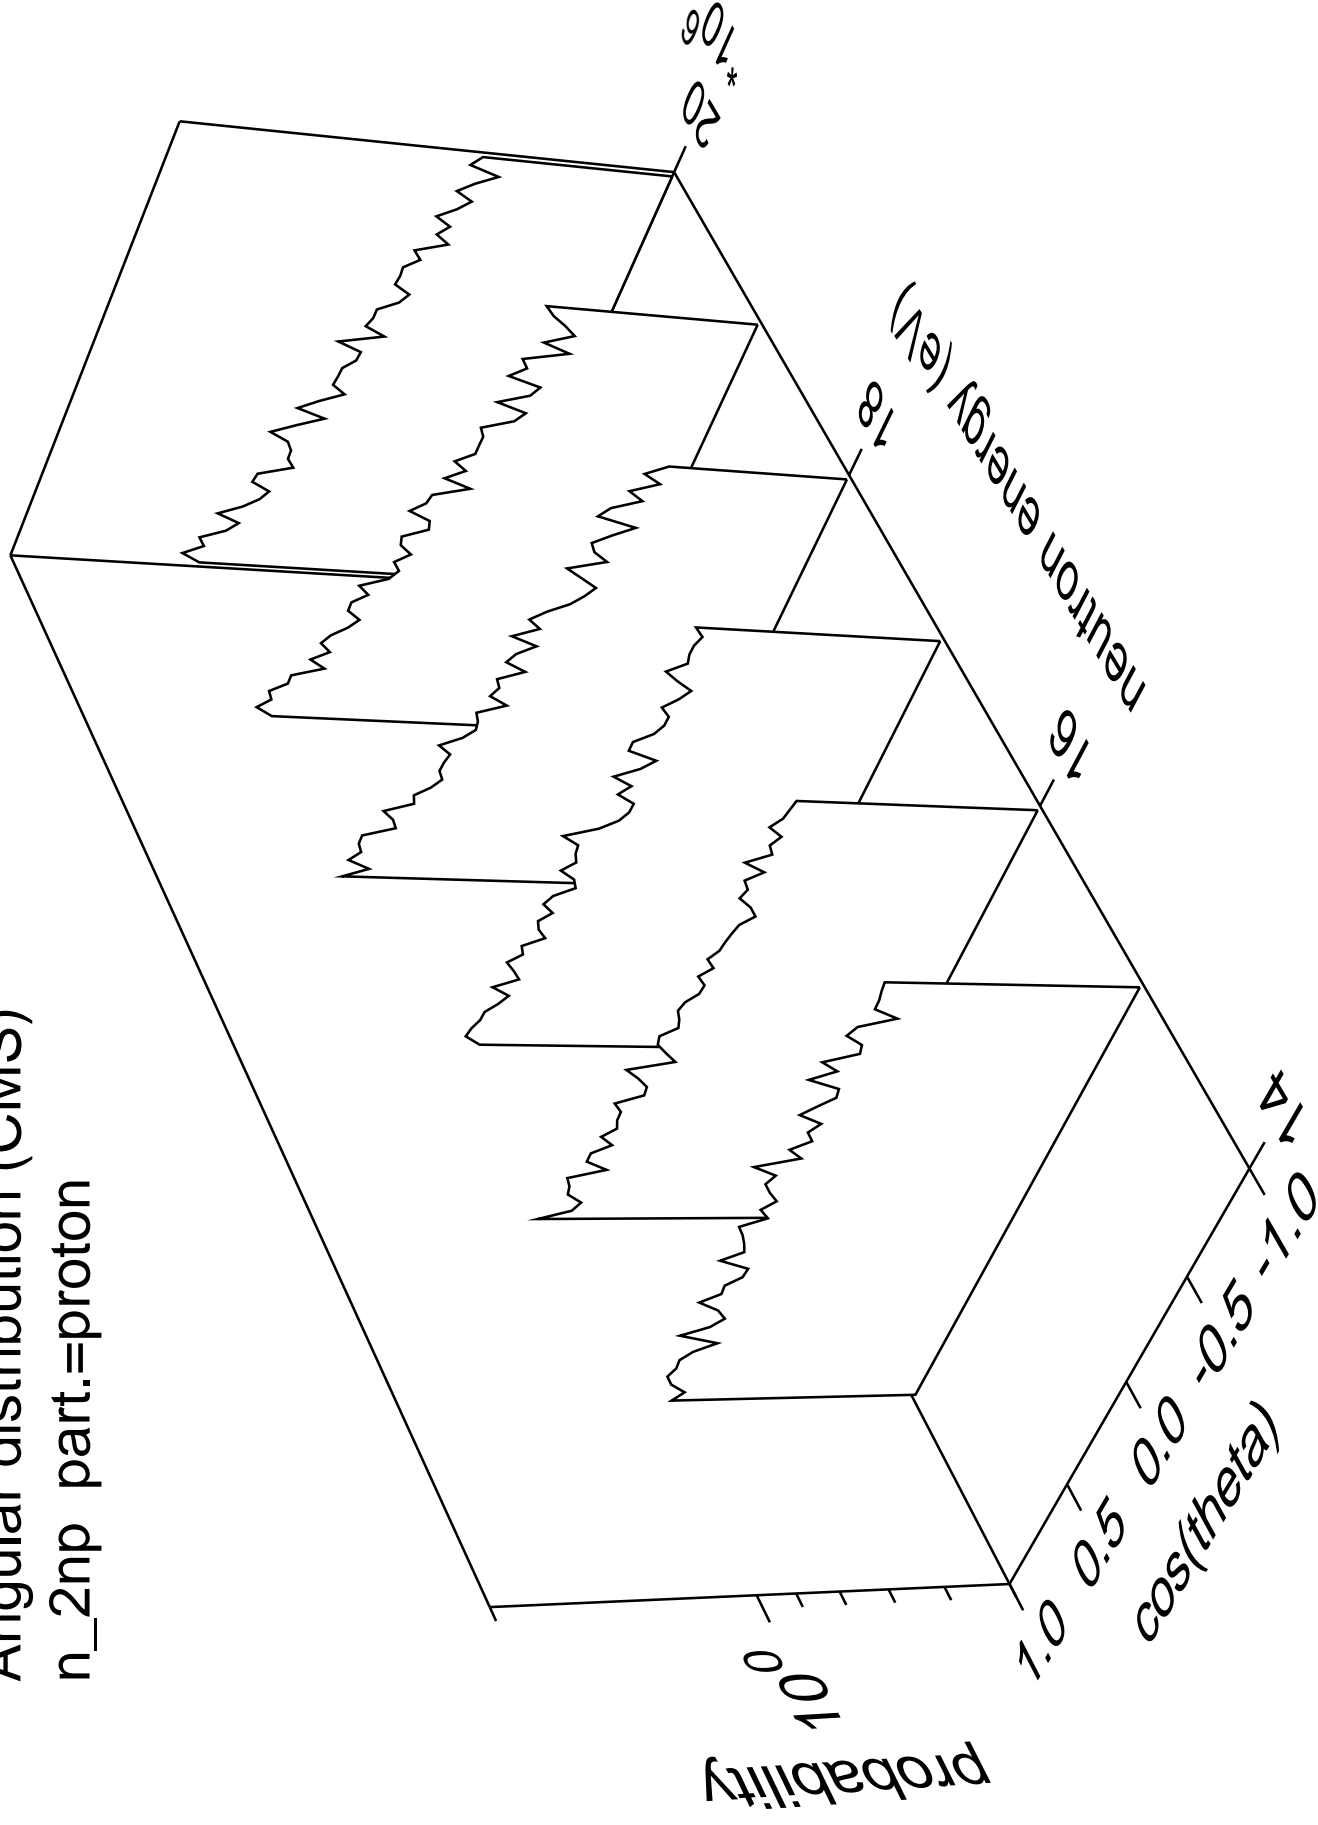 Angular distribution (CMS)
n_2np part.=proton
probability
10^0
1.0 0.5 0.0 -0.5 -1.0
cos(theta)
14 16 18 20
*10^6
neutron energy (eV)